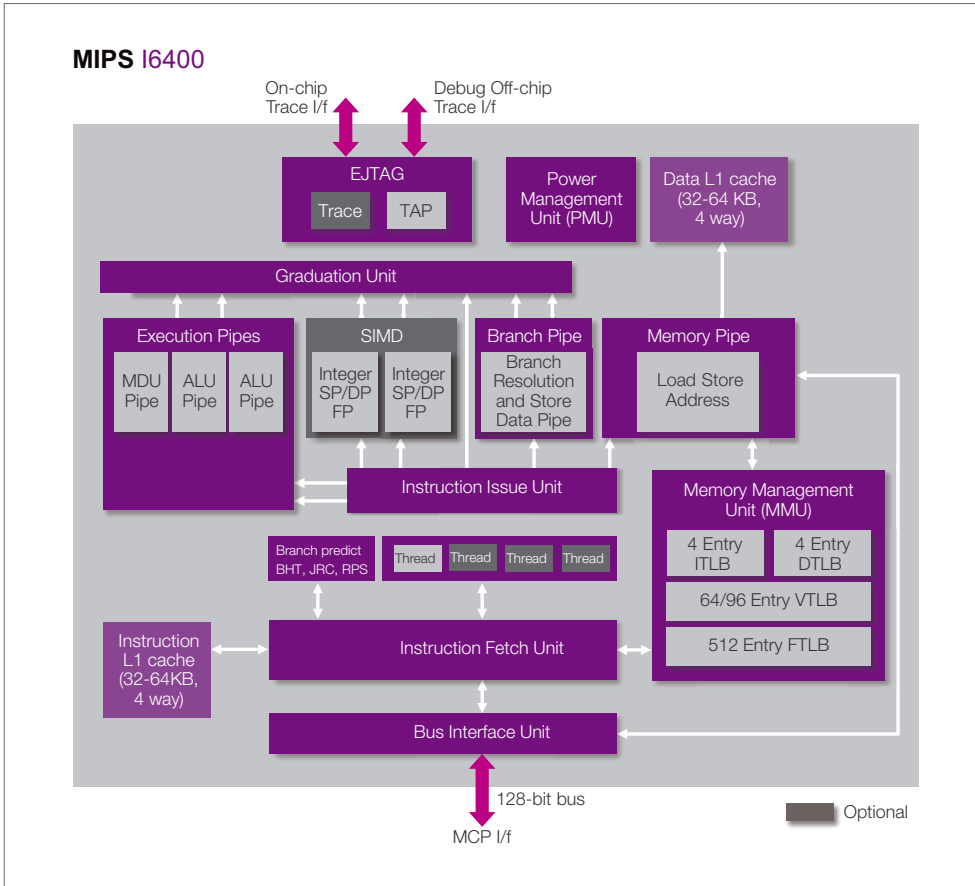 MIPS I6400
On-chip
Trace I/f
Debug Off-chip
Trace I/f
EJTAG
Trace
TAP
Power
Management
Unit (PMU)
Data L1 cache
(32-64 KB,
4 way)
Graduation Unit
Execution Pipes
MDU
Pipe
ALU
Pipe
ALU
Pipe
SIMD
Integer
SP/DP
FP
Integer
SP/DP
FP
Branch Pipe
Branch
Resolution
and Store
Data Pipe
Memory Pipe
Load Store
Address
Instruction Issue Unit
Memory Management
Unit (MMU)
4 Entry
ITLB
4 Entry
DTLB
64/96 Entry VTLB
512 Entry FTLB
Branch predict
BHT, JRC, RPS
Thread
Thread
Thread
Thread
Instruction
L1 cache
(32-64KB,
4 way)
Instruction Fetch Unit
Bus Interface Unit
128-bit bus
MCP I/f
Optional